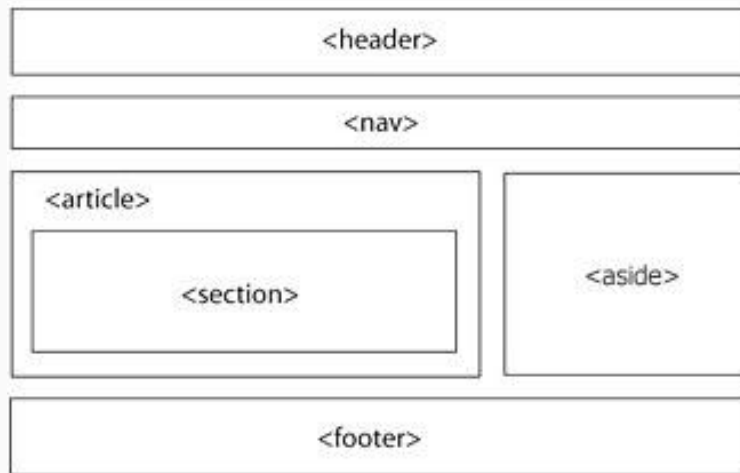 <header>
<nav>
<article>
<section>
<aside>
<footer>